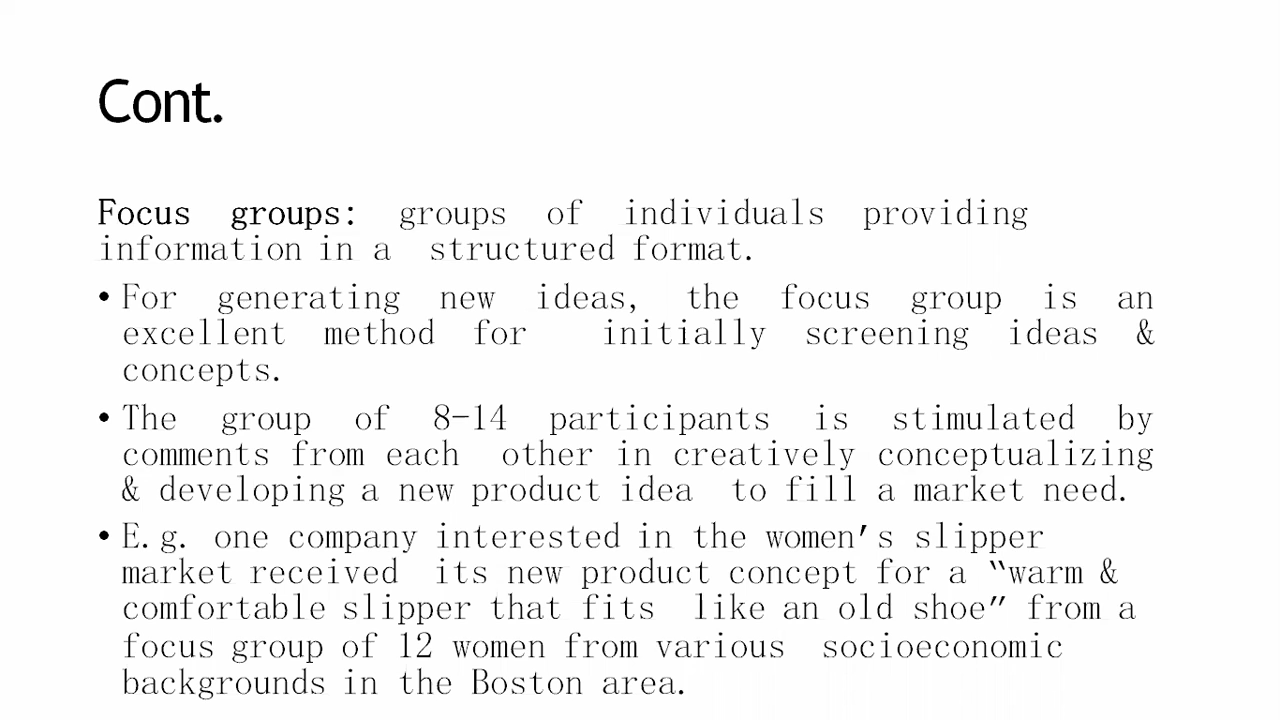 Cont.
Focus groups: groups of individuals providing
information in a structured format.
• For generating new ideas, the focus group is an
excellent method for initially screening ideas &
concepts.
• The group of 8-14 participants is stimulated by
comments from each other in creatively conceptualizing
& developing a new product idea to fill a market need.
• E.g. one company interested in the women’s slipper
market received its new product concept for a “warm &
comfortable slipper that fits like an old shoe” from a
focus group of 12 women from various socioeconomic
backgrounds in the Boston area.